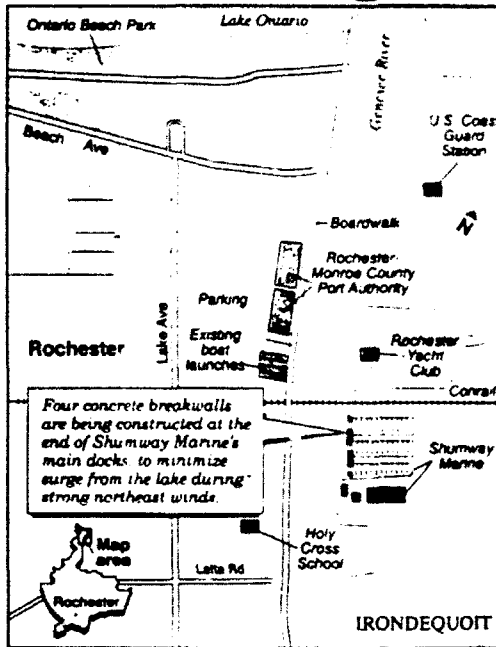 Ontario Beach Park
Lake Ontario
Genesee River
U.S. Coast
Guard
Station
Beach Ave
N
Boardwalk
Rochester-
Monroe County
Port Authority
Parking
Lake Ave
Existing
boat
launches
Rochester
Rochester
Yacht
Club
Four concrete breakwalls
are being constructed at the
end of Shumway Marine's
main docks, to minimize
surge from the lake during
strong northeast winds.
Shumway
Marine
Holy
Cross
School
Map
area
Rochester
Latta Rd
IRONDEQUOIT